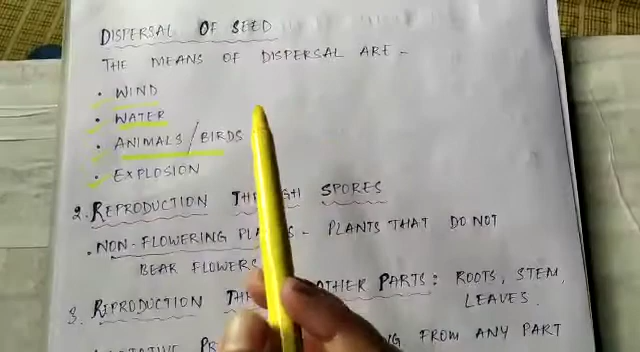 DISPERSAL OF SEED
THE MEANS OF DISPERSAL ARE -
• WIND
• WATER
• ANIMALS / BIRDS
• EXPLOSION
2. REPRODUCTION SPORES
• NON-FLOWERING - PLANTS THAT DO NOT
BEAR FLOWERS
3. REPRODUCTION OTHER PARTS: ROOTS, STEM,
LEAVES.
FROM ANY PART